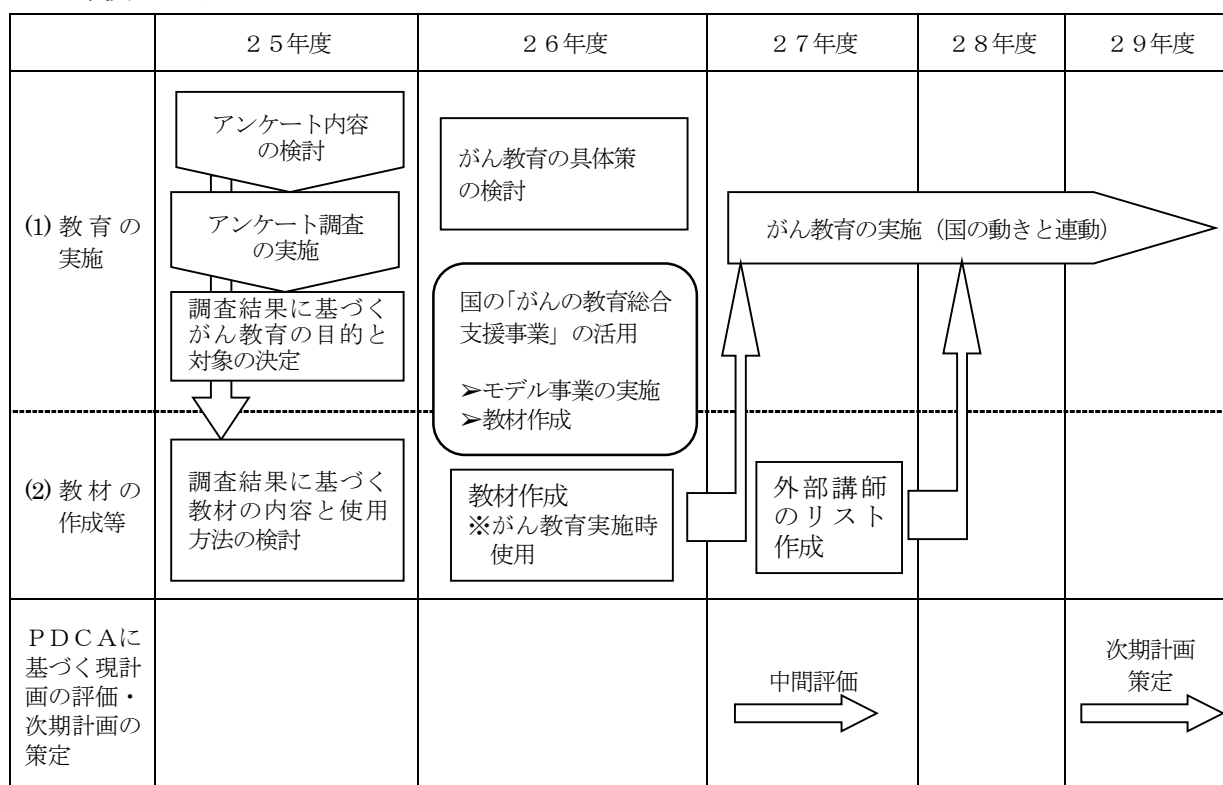 ２５年度
２６年度
２７年度
２８年度
２９年度
(1) 教育の
実施
アンケート内容
の検討
アンケート調査
の実施
調査結果に基づく
がん教育の目的と
対象の決定
がん教育の具体策
の検討
国の「がんの教育総合
支援事業」の活用
➢モデル事業の実施
➢教材作成
がん教育の実施（国の動きと連動）
(2) 教材の
作成等
調査結果に基づく
教材の内容と使用
方法の検討
教材作成
※がん教育実施時
使用
外部講師
のリスト
作成
ＰＤＣＡに
基づく現計
画の評価・
次期計画の
策定
中間評価
次期計画
策定